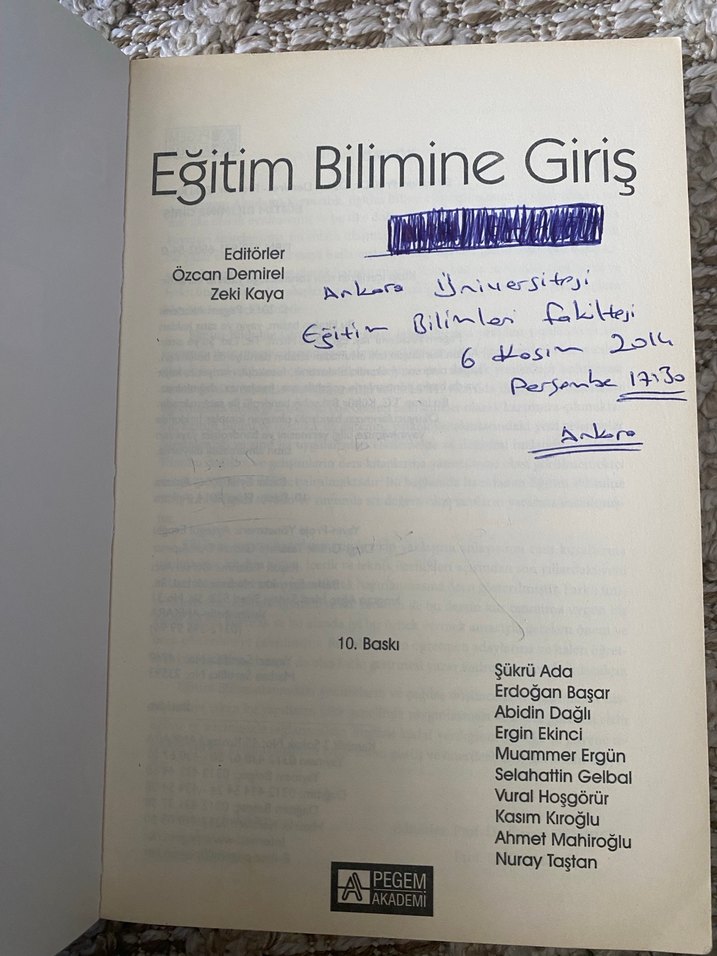 Eğitim Bilimine Giriş
Editörler
Özcan Demirel
Zeki Kaya
Ankara Üniversitesi
Eğitim Bilimleri Fakültesi
6 Kasım 2014
Perşembe 17:30
Ankara
10. Baskı
Şükrü Ada
Erdoğan Başar
Abidin Dağlı
Ergin Ekinci
Muammer Ergün
Selahattin Gelbal
Vural Hoşgörür
Kasım Kıroğlu
Ahmet Mahiroğlu
Nuray Taştan
PEGEM
AKADEMİ